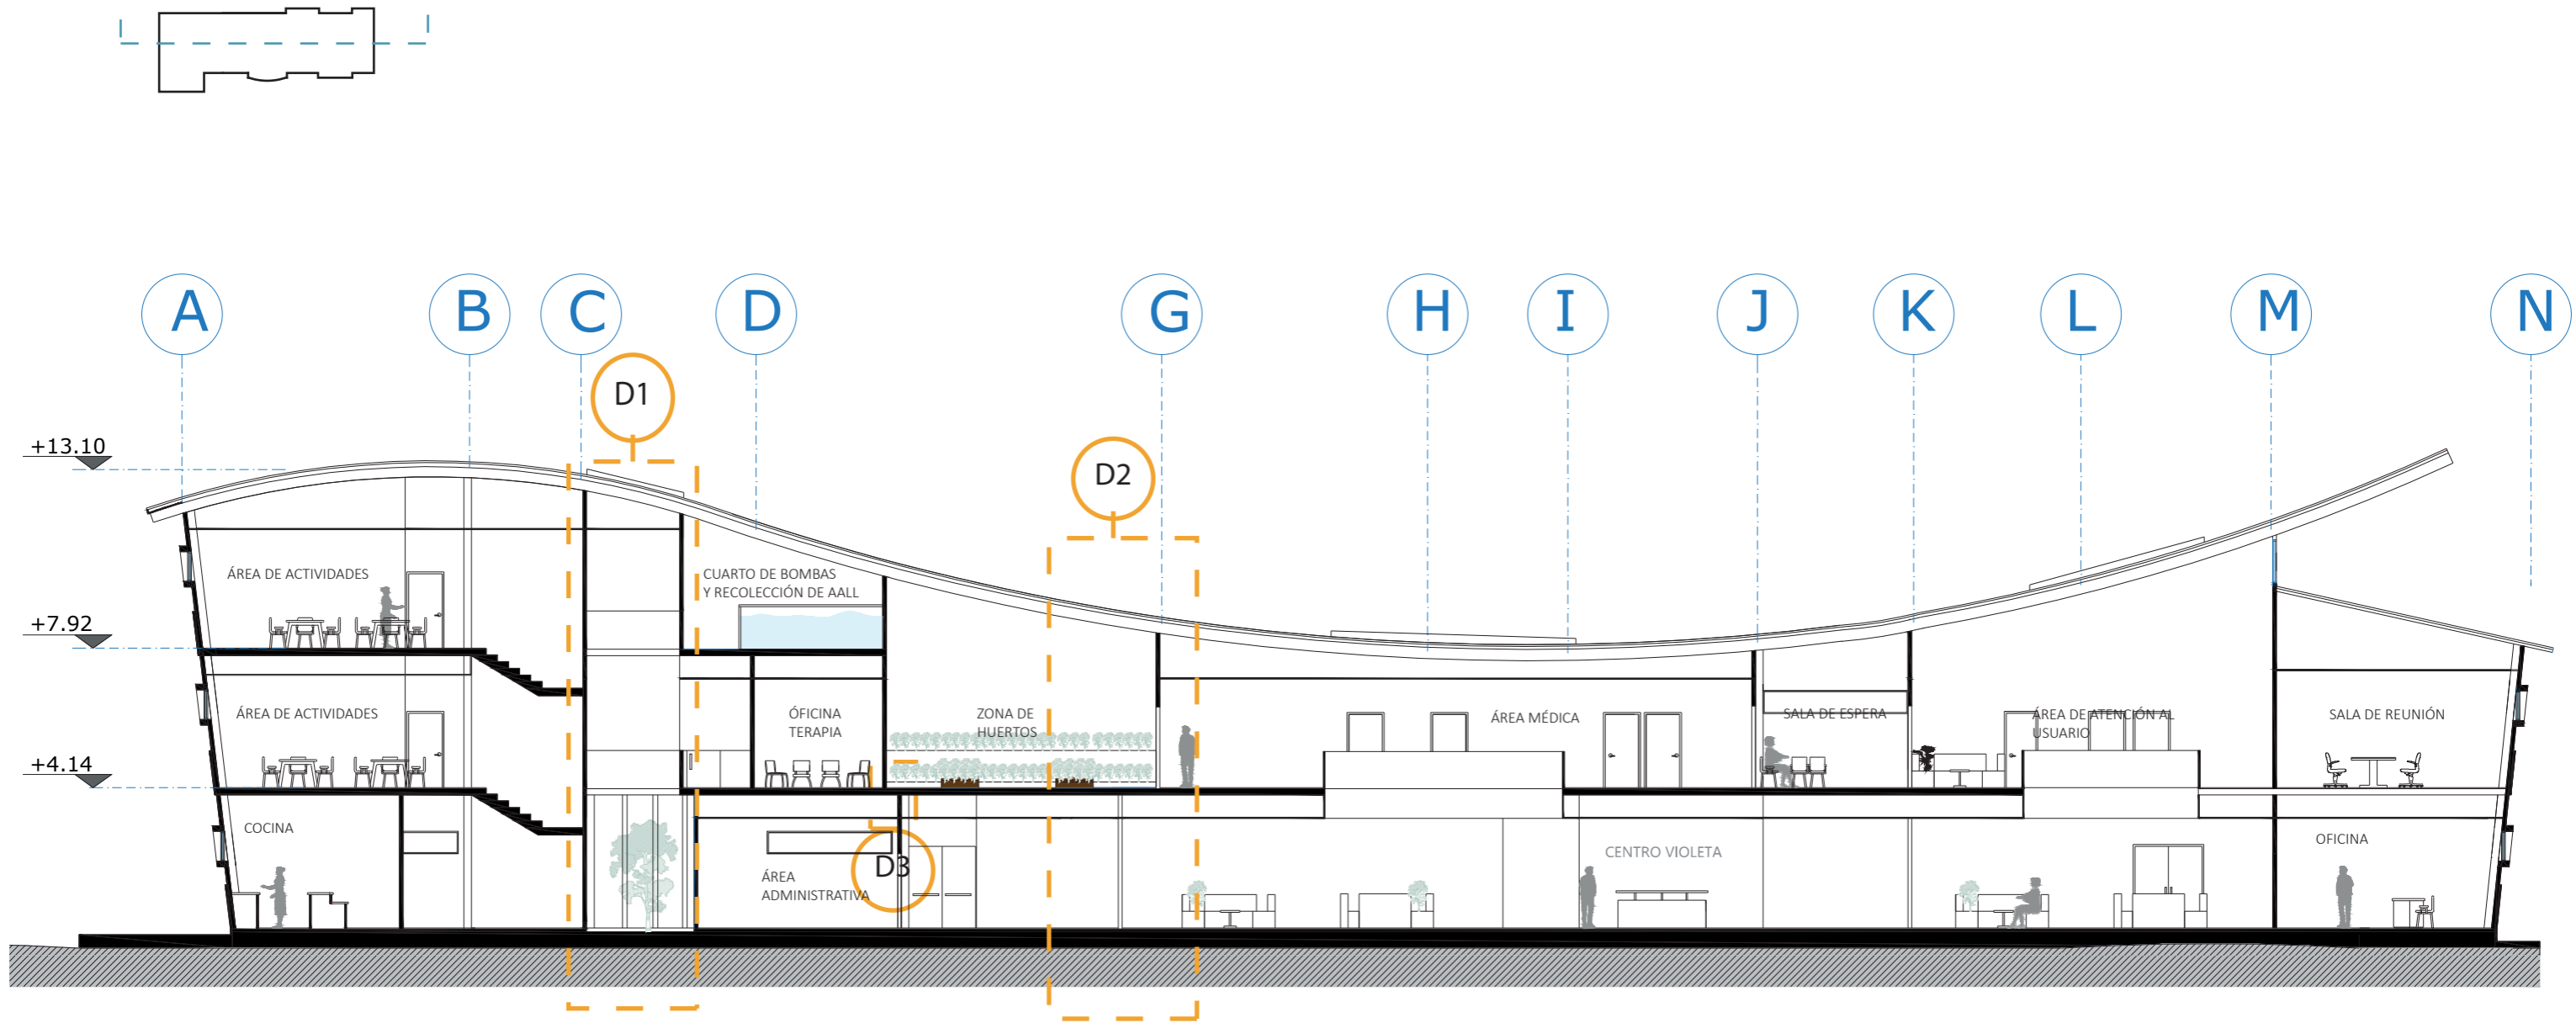 A
B
C
D
G
H
I
J
K
L
M
N
D1
+13.10
D2
ÁREA DE ACTIVIDADES
CUARTO DE BOMBAS
Y RECOLECCIÓN DE AALL
+7.92
ÁREA DE ACTIVIDADES
ÓFICINA
TERAPIA
ZONA DE
HUERTOS
ÁREA MÉDICA
SALA DE ESPERA
ÁREA DE ATENCIÓN AL
USUARIO
SALA DE REUNIÓN
+4.14
COCINA
D3
ÁREA
ADMINISTRATIVA
CENTRO VIOLETA
OFICINA